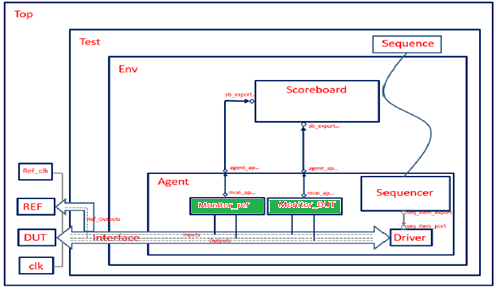 Top
Test
Sequence
Env
Scoreboard
sb_export...
sb_export...
Ref_clk
agent_ap...
agent_ap...
Agent
mon_ap...
mon_ap...
Sequencer
REF
Monitor_ref
Monitor_DUT
Ref_Outputs
seq_item_export
seq_item_port
DUT
Interface
Inputs
Outputs
Driver
clk